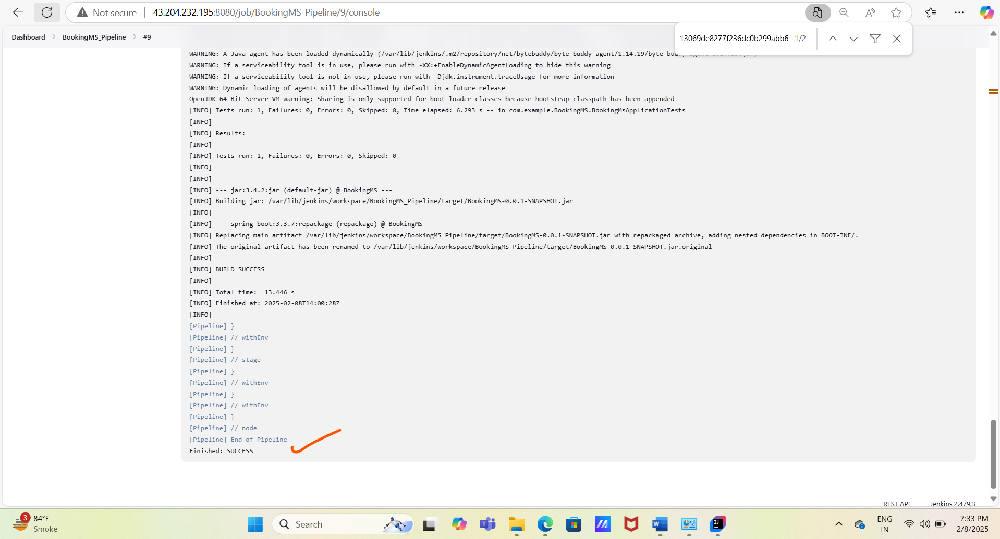 Not secure 43.204.232.195:8080/job/BookingMS_Pipeline/9/console
Dashboard BookingMS_Pipeline #9
13069de8277f236dc0b299abb6 1/2
WARNING: A Java agent has been loaded dynamically (/var/lib/jenkins/.m2/repository/net/bytebuddy/byte-buddy-agent/1.14.19/byte-buddy
WARNING: If a serviceability tool is in use, please run with -XX:+EnableDynamicAgentLoading to hide this warning
WARNING: If a serviceability tool is not in use, please run with -Djdk.instrument.traceUsage for more information
WARNING: Dynamic loading of agents will be disallowed by default in a future release
OpenJDK 64-Bit Server VM warning: Sharing is only supported for boot loader classes because bootstrap classpath has been appended
[INFO] Tests run: 1, Failures: 0, Errors: 0, Skipped: 0, Time elapsed: 6.293 s -- in com.example.BookingMS.BookingMsApplicationTests
[INFO]
[INFO] Results:
[INFO]
[INFO] Tests run: 1, Failures: 0, Errors: 0, Skipped: 0
[INFO]
[INFO]
[INFO] --- jar:3.4.2:jar (default-jar) @ BookingMS ---
[INFO] Building jar: /var/lib/jenkins/workspace/BookingMS_Pipeline/target/BookingMS-0.0.1-SNAPSHOT.jar
[INFO]
[INFO] --- spring-boot:3.3.7:repackage (repackage) @ BookingMS ---
[INFO] Replacing main artifact /var/lib/jenkins/workspace/BookingMS_Pipeline/target/BookingMS-0.0.1-SNAPSHOT.jar with repackaged archive, adding nested dependencies in BOOT-INF/.
[INFO] The original artifact has been renamed to /var/lib/jenkins/workspace/BookingMS_Pipeline/target/BookingMS-0.0.1-SNAPSHOT.jar.original
[INFO] ------------------------------------------------------------------------
[INFO] BUILD SUCCESS
[INFO] ------------------------------------------------------------------------
[INFO] Total time:  13.446 s
[INFO] Finished at: 2025-02-08T14:00:28Z
[INFO] ------------------------------------------------------------------------
[Pipeline] }
[Pipeline] // withEnv
[Pipeline] }
[Pipeline] // stage
[Pipeline] }
[Pipeline] // withEnv
[Pipeline] }
[Pipeline] // withEnv
[Pipeline] }
[Pipeline] // node
[Pipeline] End of Pipeline
Finished: SUCCESS
REST API Jenkins 2.479.3
3 84°F
Smoke
Search
ENG
IN
7:33 PM
2/8/2025